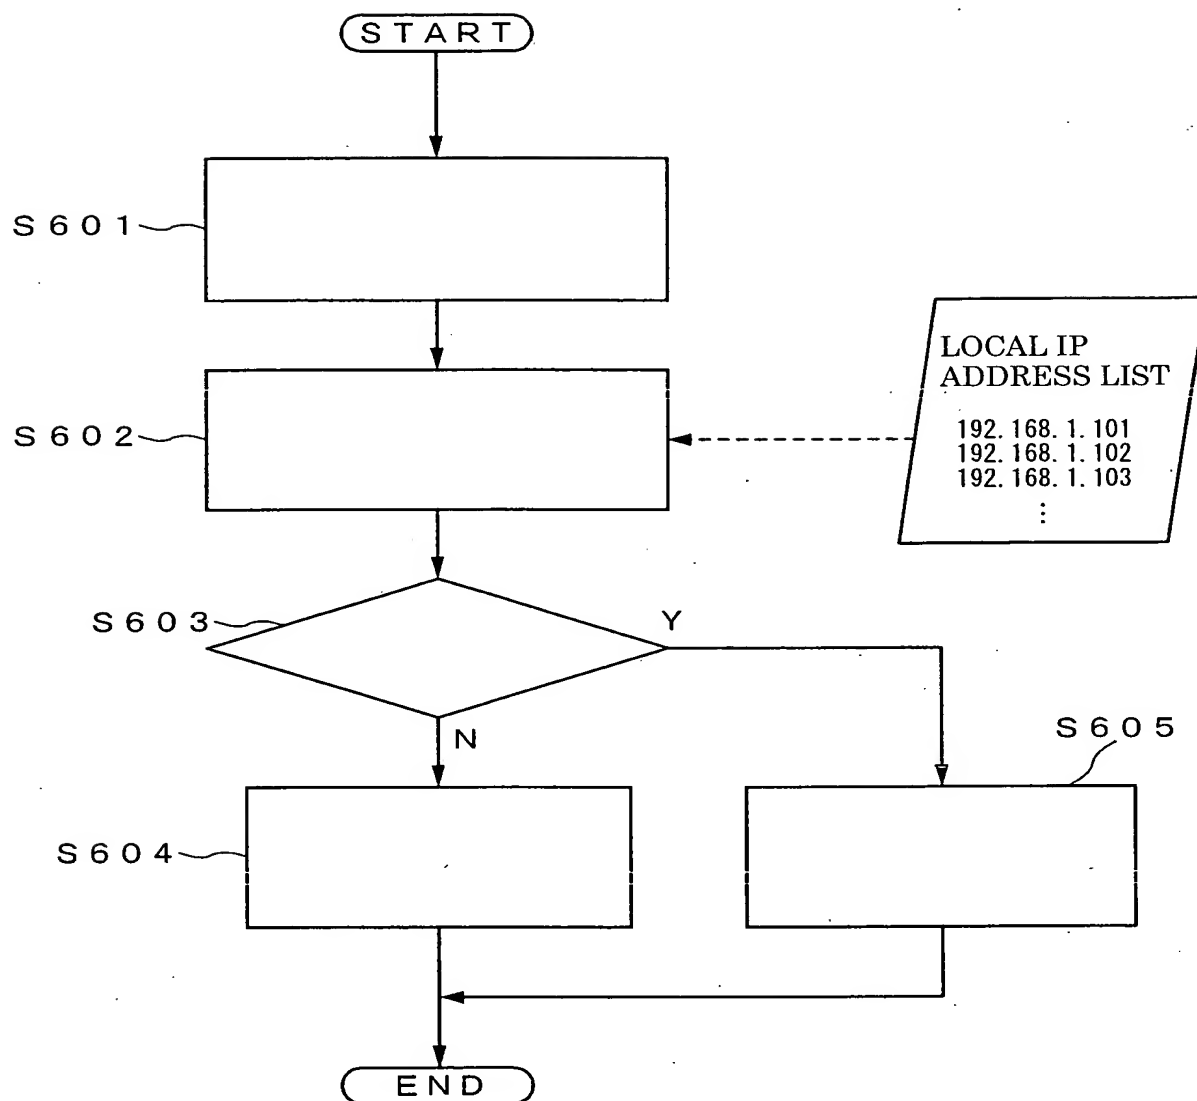 START
S601
LOCAL IP
ADDRESS LIST
S602
192.168.1.101
192.168.1.102
192.168.1.103
⋮
S603
Y
N
S605
S604
END